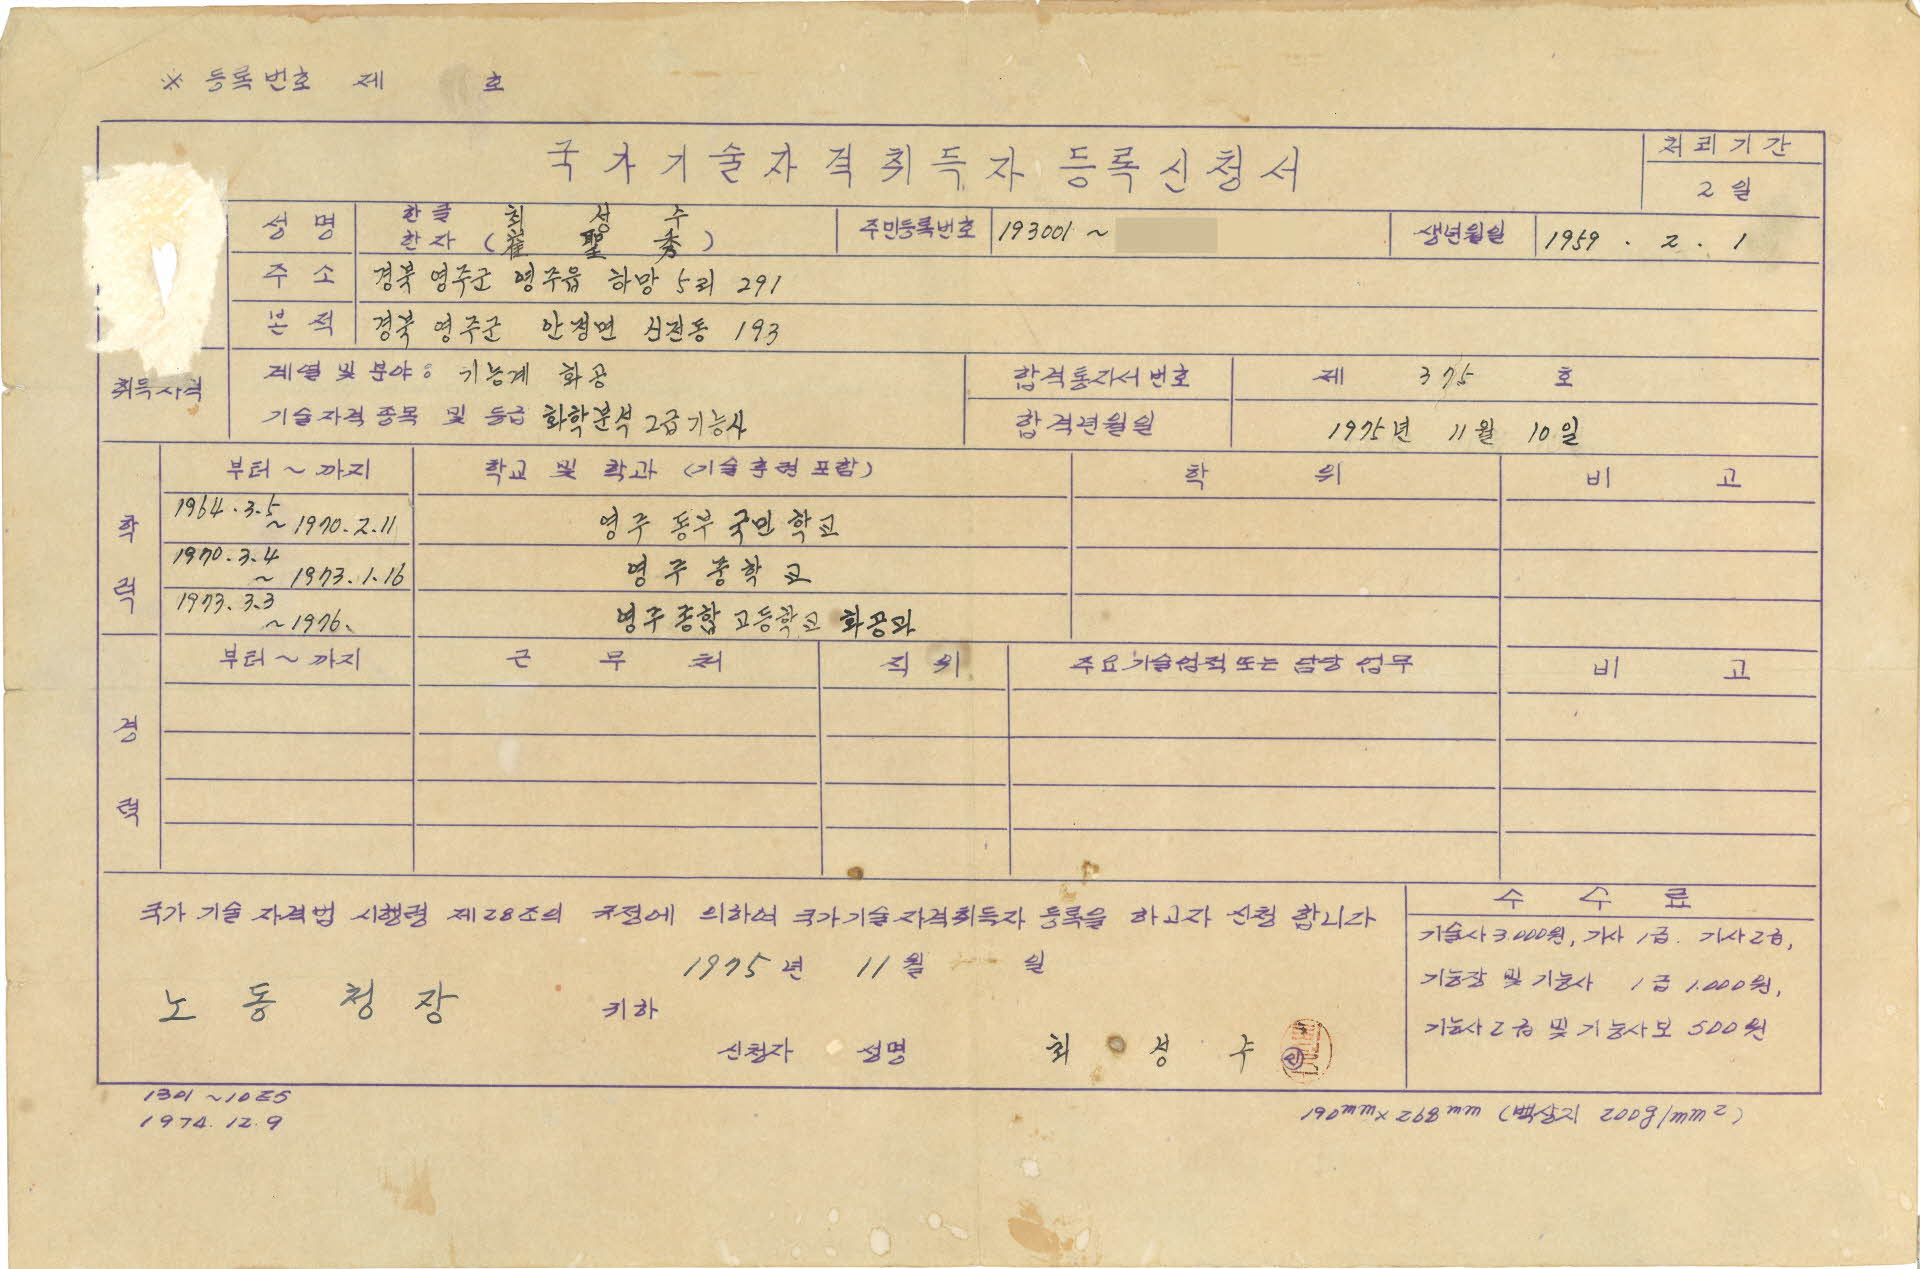 ※ 등록번호 제 호
국가기술자격취득자 등록신청서
처리기간
2일
성명 한글 최성수
한자 (崔聖秀)
주민등록번호 193001 ~
생년월일 1959. 2. 1
주소 경북 영주군 영주읍 하망 5리 291
본적 경북 영주군 안정면 신전동 193
취득자격
계열 및 분야: 기능계 화공
기술자격 종목 및 등급 화학분석 2급기능사
합격통지서 번호 제 375 호
합격년월일 1975년 11월 10일
학력
부터~까지 학교 및 학과 (기술훈련포함) 학위 비고
1964.3.5 ~1970.2.11 영주 동부 국민학교
1970.3.4 ~ 1973.1.16 영주중학교
1973.3.3 ~1976. 영주종합고등학교 화공과
경력
부터~까지 근무처 직위 주요기술업적 또는 담당업무 비고
국가 기술 자격법 시행령 제28조의 규정에 의하여 국가기술자격취득자 등록을 하고자 신청 합니다
1975년 11월 일
노동청장 귀하
신청자 성명 최성수
수수료
기술사 3.000원, 기사 1급. 기사 2급,
기능장 및 기능사 1급 1.000원,
기능사 2급 및 기능사보 500원
1301~10E5
1974.12.9
190mm×268mm (백상지 200g/mm2)